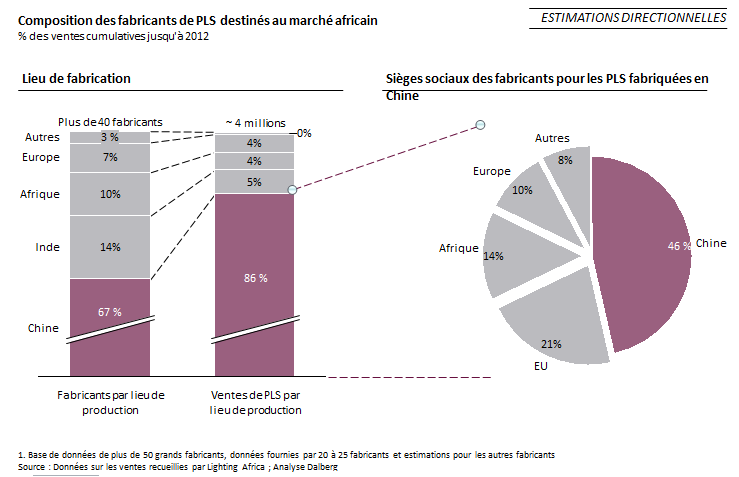 Composition des fabricants de PLS destinés au marché africain
% des ventes cumulatives jusqu'à 2012
ESTIMATIONS DIRECTIONNELLES
Lieu de fabrication
Plus de 40 fabricants
~ 4 millions
Autres
3 %
0%
4%
Europe
7%
4%
Afrique
10%
5%
Inde
14%
86 %
67 %
Chine
Fabricants par lieu de
production
Ventes de PLS par
lieu de production
Sièges sociaux des fabricants pour les PLS fabriquées en
Chine
Autres
8%
Europe
10%
Afrique
14%
46 %
Chine
21%
EU
1. Base de données de plus de 50 grands fabricants, données fournies par 20 à 25 fabricants et estimations pour les autres fabricants
Source : Données sur les ventes recueillies par Lighting Africa ; Analyse Dalberg